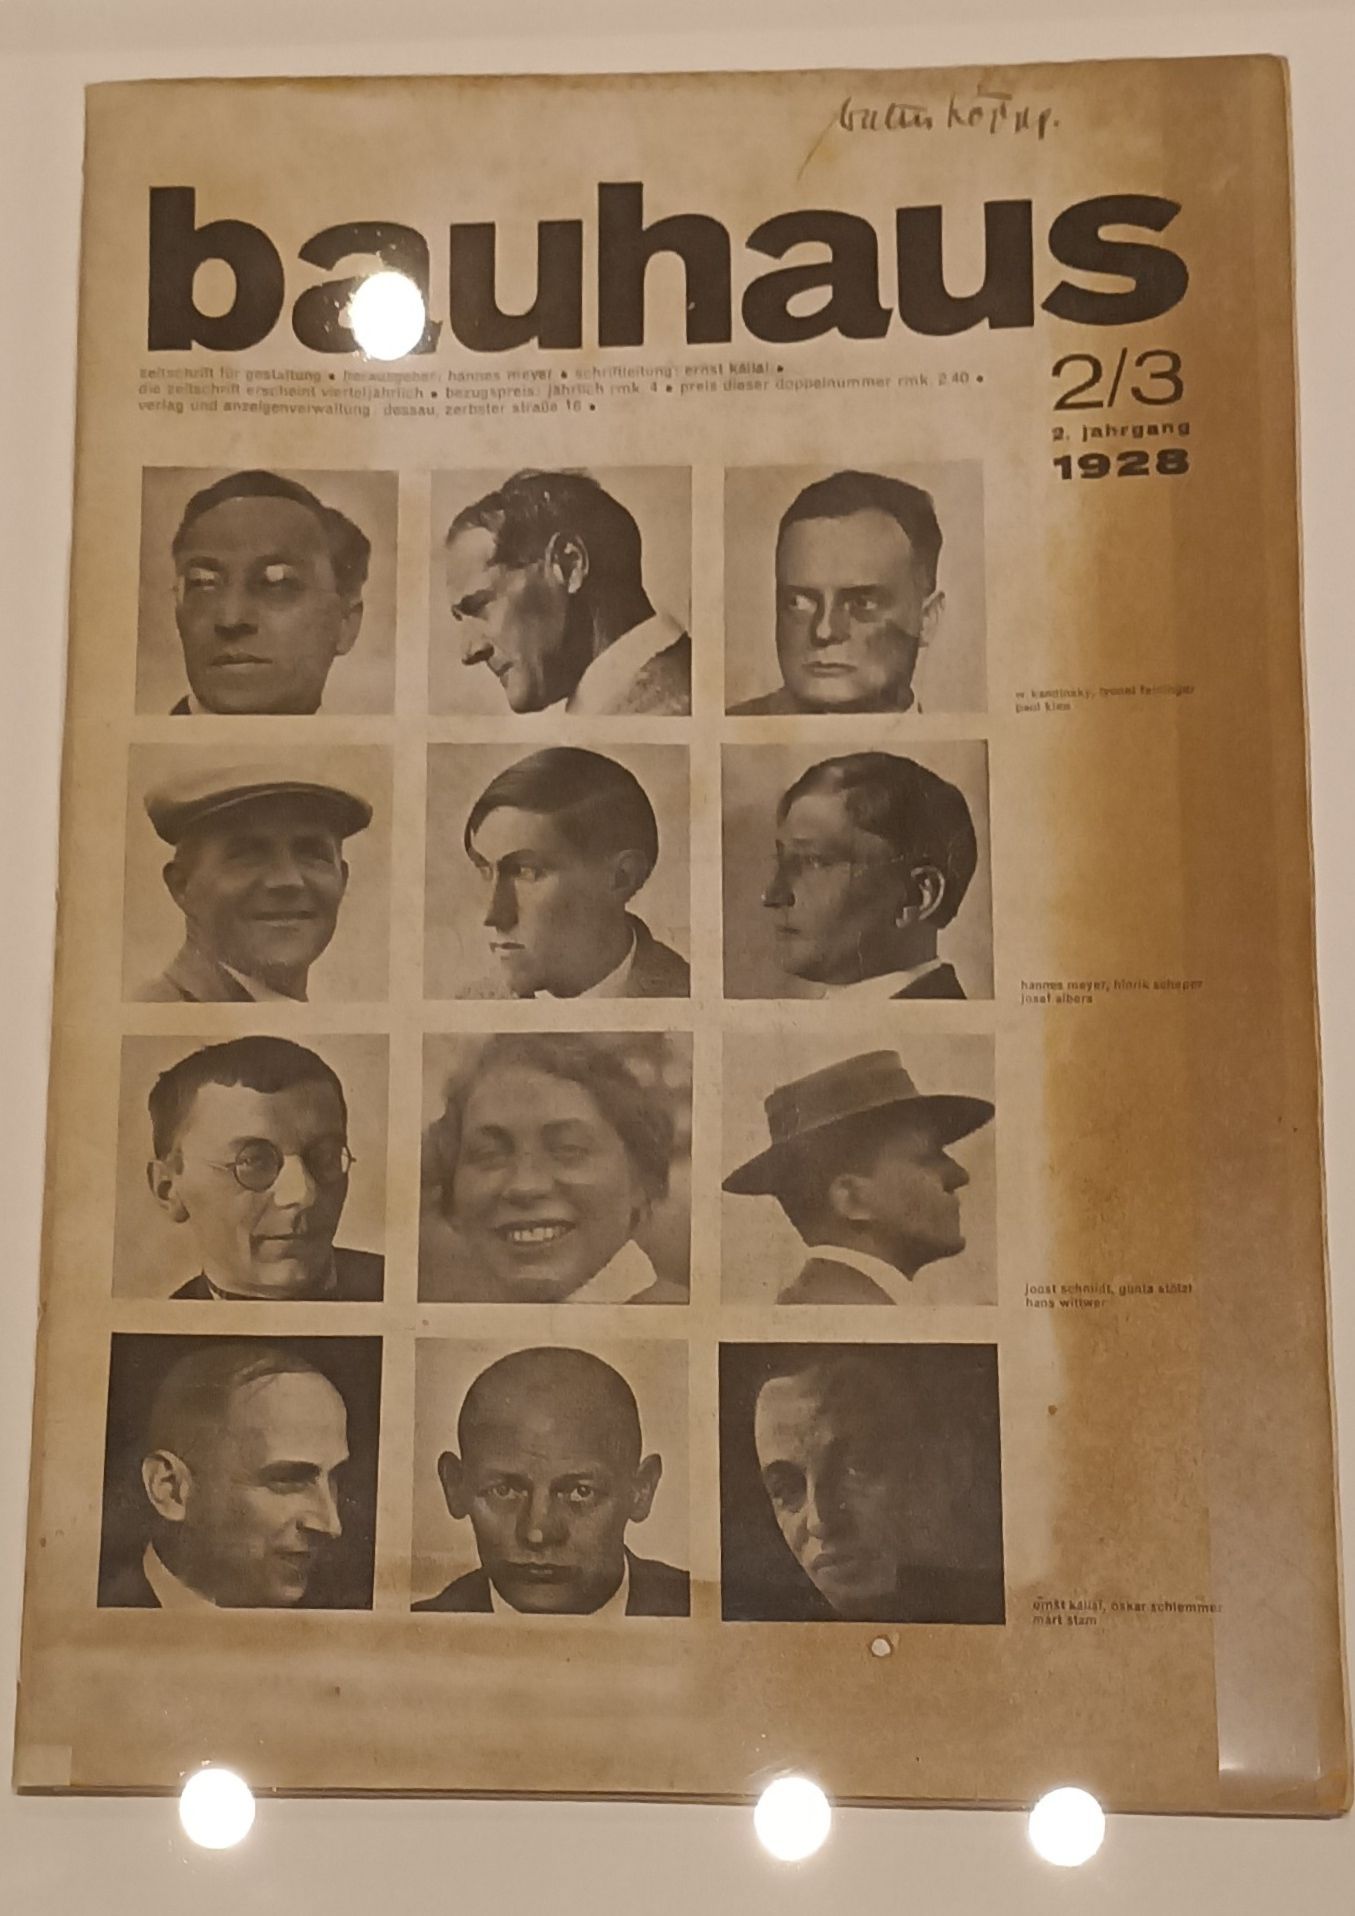 bauhaus
zeitschrift für gestaltung • herausgeber: hannes meyer • schriftleitung: ernst kállai •
die zeitschrift erscheint vierteljährlich • bezugspreis: jährlich rmk. 4 • preis dieser doppelnummer rmk. 2.40 •
verlag und anzeigenverwaltung: dessau, zerbster straße 16 •
2/3
2. jahrgang
1928
w. kandinsky, lyonel feininger
paul klee
hannes meyer, hinrik scheper
josef albers
joost schmidt, gunta stölzl
hans wittwer
ernst kállai, oskar schlemmer
mart stam